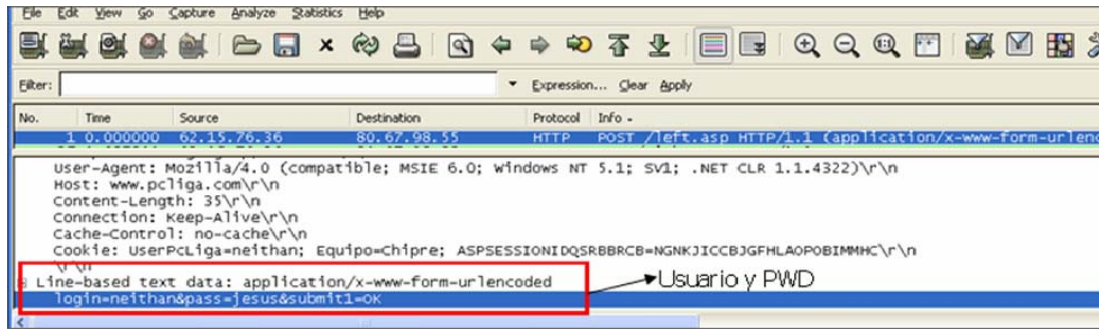 File Edit View Go Capture Analyze Statistics Help
Filter: Expression... Clear Apply
No. Time Source Destination Protocol Info
1 0.000000 62.15.76.36 80.67.98.55 HTTP POST /left.asp HTTP/1.1 (application/x-www-form-urlenc
User-Agent: Mozilla/4.0 (compatible; MSIE 6.0; Windows NT 5.1; SV1; .NET CLR 1.1.4322)\r\n
Host: www.pcliga.com\r\n
Content-Length: 35\r\n
Connection: Keep-Alive\r\n
Cache-Control: no-cache\r\n
Cookie: UserPcLiga=neithan; Equipo=Chipre; ASPSESSIONIDQSRBBRCB=NGNKJICCBJGFHLAOPOBIMMHC\r\n
\r\n
Line-based text data: application/x-www-form-urlencoded
Usuario y PWD
login=neithan&pass=jesus&submit1=OK